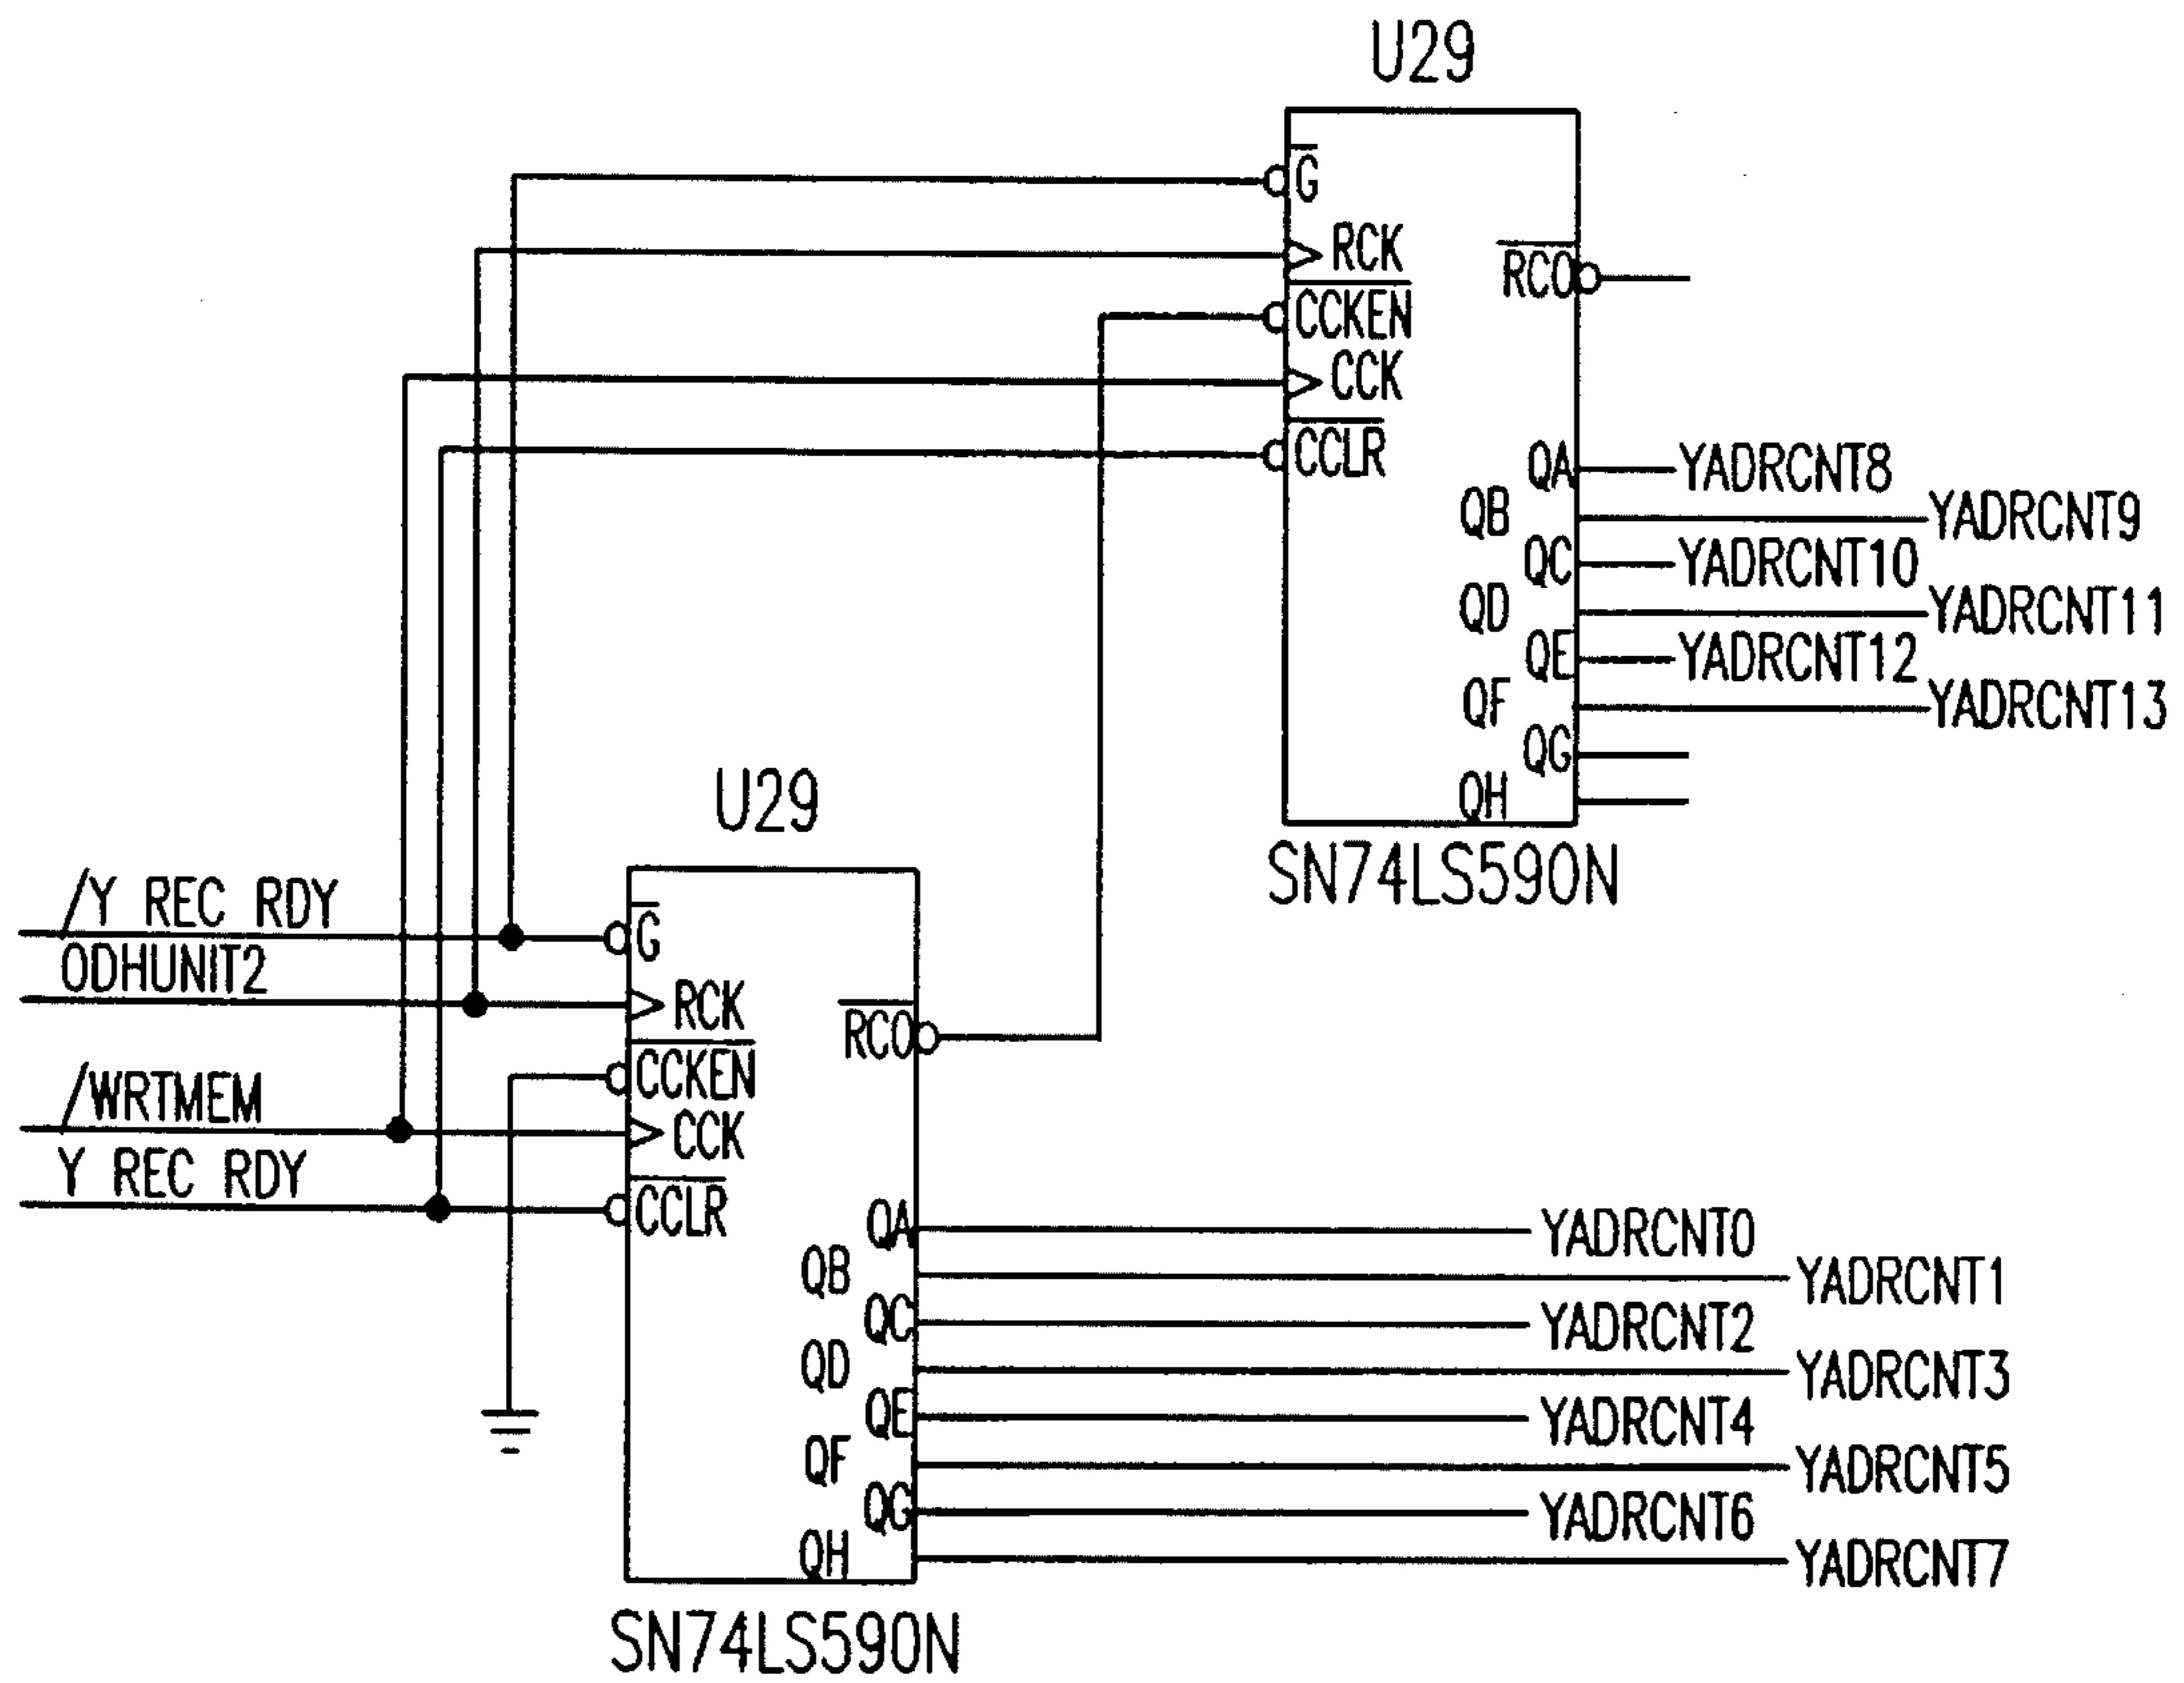 U29
G
RCK
RCO
CCKEN
CCK
CCLR
QA YADRCNT8
QB YADRCNT9
QC YADRCNT10
QD YADRCNT11
QE YADRCNT12
QF YADRCNT13
QG
QH
SN74LS590N
U29
/Y REC RDY
G
ODHUNIT2
RCK
RCO
CCKEN
/WRTMEM
CCK
Y REC RDY
CCLR
QA YADRCNT0
QB YADRCNT1
QC YADRCNT2
QD YADRCNT3
QE YADRCNT4
QF YADRCNT5
QG YADRCNT6
QH YADRCNT7
SN74LS590N